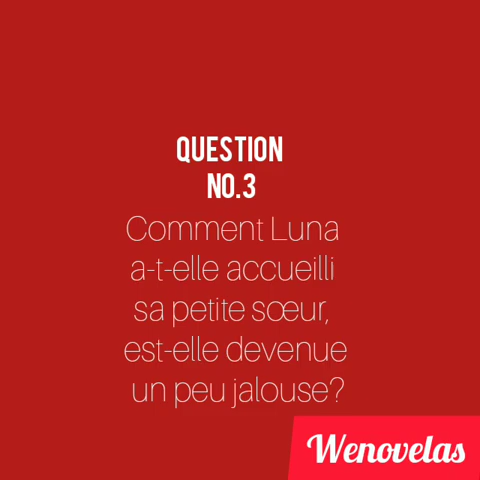 QUESTION
NO.3
Comment Luna
a-t-elle accueilli
sa petite sœur,
est-elle devenue
un peu jalouse?
Wenovelas